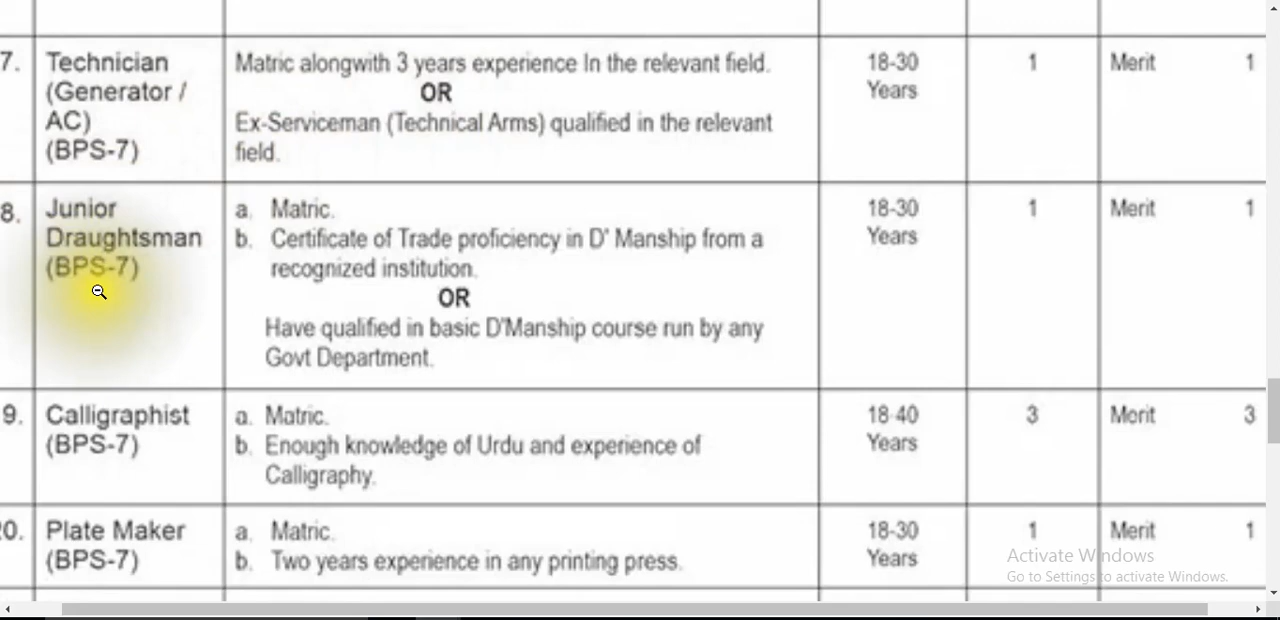 7. Technician Matric alongwith 3 years experience In the relevant field. 18-30 1 Merit 1
(Generator / OR Years
AC) Ex-Serviceman (Technical Arms) qualified in the relevant
(BPS-7) field.
8. Junior a. Matric. 18-30 1 Merit 1
Draughtsman b. Certificate of Trade proficiency in D' Manship from a Years
(BPS-7) recognized institution.
OR
Have qualified in basic D'Manship course run by any
Govt Department.
9. Calligraphist a. Matric. 18-40 3 Merit 3
(BPS-7) b. Enough knowledge of Urdu and experience of Years
Calligraphy.
0. Plate Maker a. Matric. 18-30 1 Merit 1
(BPS-7) b. Two years experience in any printing press. Years
Activate Windows
Go to Settings to activate Windows.